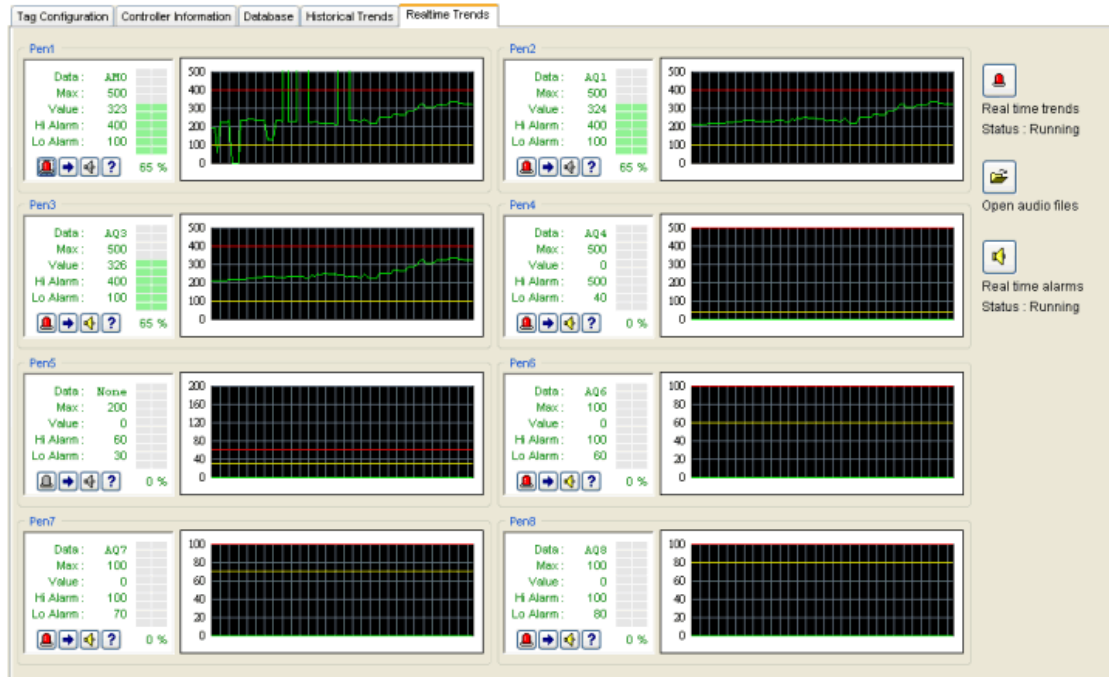 Tag Configuration Controller Information Database Historical Trends Realtime Trends
Pen1
Data : AM0
Max : 500
Value : 323
Hi Alarm : 400
Lo Alarm : 100
65 %
500
400
300
200
100
0
Pen2
Data : AQ1
Max : 500
Value : 324
Hi Alarm : 400
Lo Alarm : 100
65 %
500
400
300
200
100
0
Real time trends
Status : Running
Open audio files
Real time alarms
Status : Running
Pen3
Data : AQ3
Max : 500
Value : 326
Hi Alarm : 400
Lo Alarm : 100
65 %
500
400
300
200
100
0
Pen4
Data : AQ4
Max : 500
Value : 0
Hi Alarm : 500
Lo Alarm : 40
0 %
500
400
300
200
100
0
Pen5
Data : None
Max : 200
Value : 0
Hi Alarm : 60
Lo Alarm : 30
0 %
200
160
120
80
40
0
Pen6
Data : AQ6
Max : 100
Value : 0
Hi Alarm : 100
Lo Alarm : 60
0 %
100
80
60
40
20
0
Pen7
Data : AQ7
Max : 100
Value : 0
Hi Alarm : 100
Lo Alarm : 70
0 %
100
80
60
40
20
0
Pen8
Data : AQ8
Max : 100
Value : 0
Hi Alarm : 100
Lo Alarm : 80
0 %
100
80
60
40
20
0